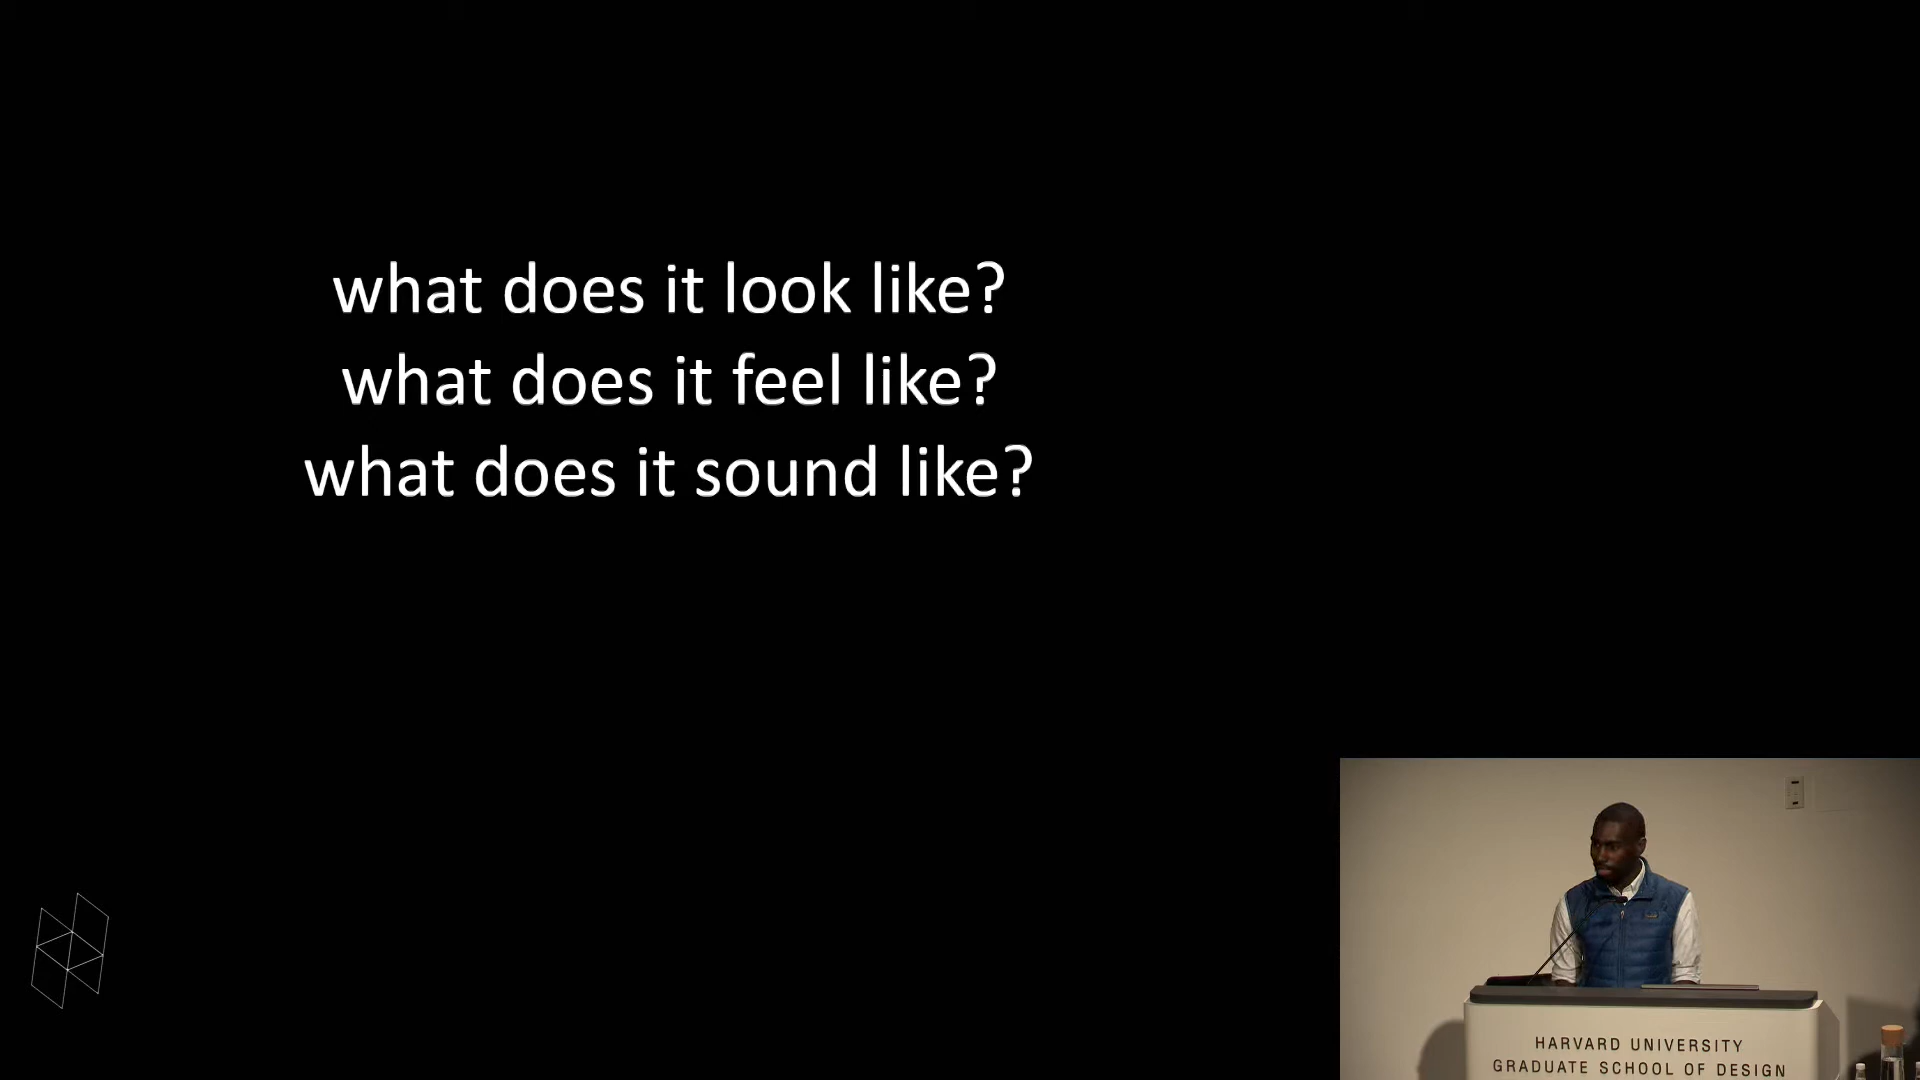 what does it look like?
what does it feel like?
what does it sound like?
HARVARD UNIVERSITY
GRADUATE SCHOOL OF DESIGN